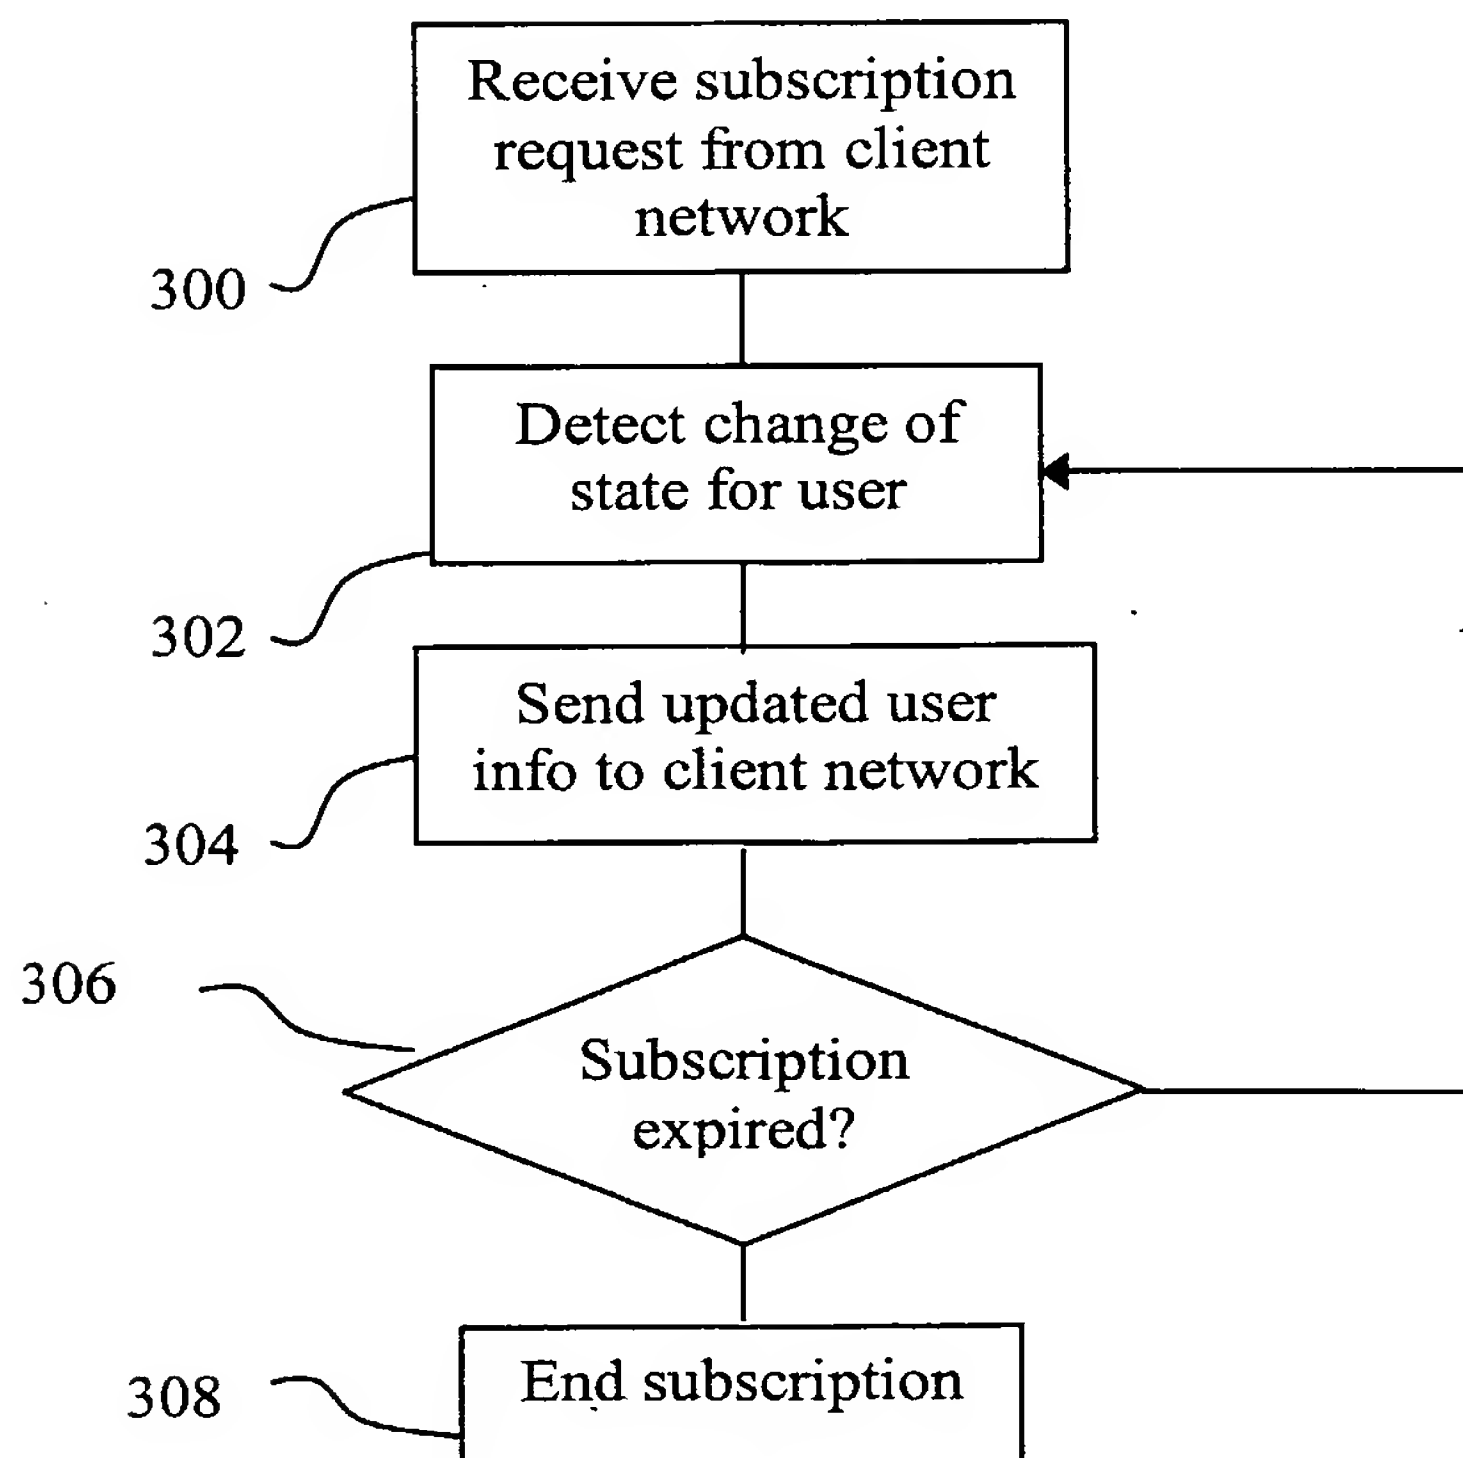 Receive subscription
request from client
network
300
Detect change of
state for user
302
Send updated user
info to client network
304
306
Subscription
expired?
End subscription
308